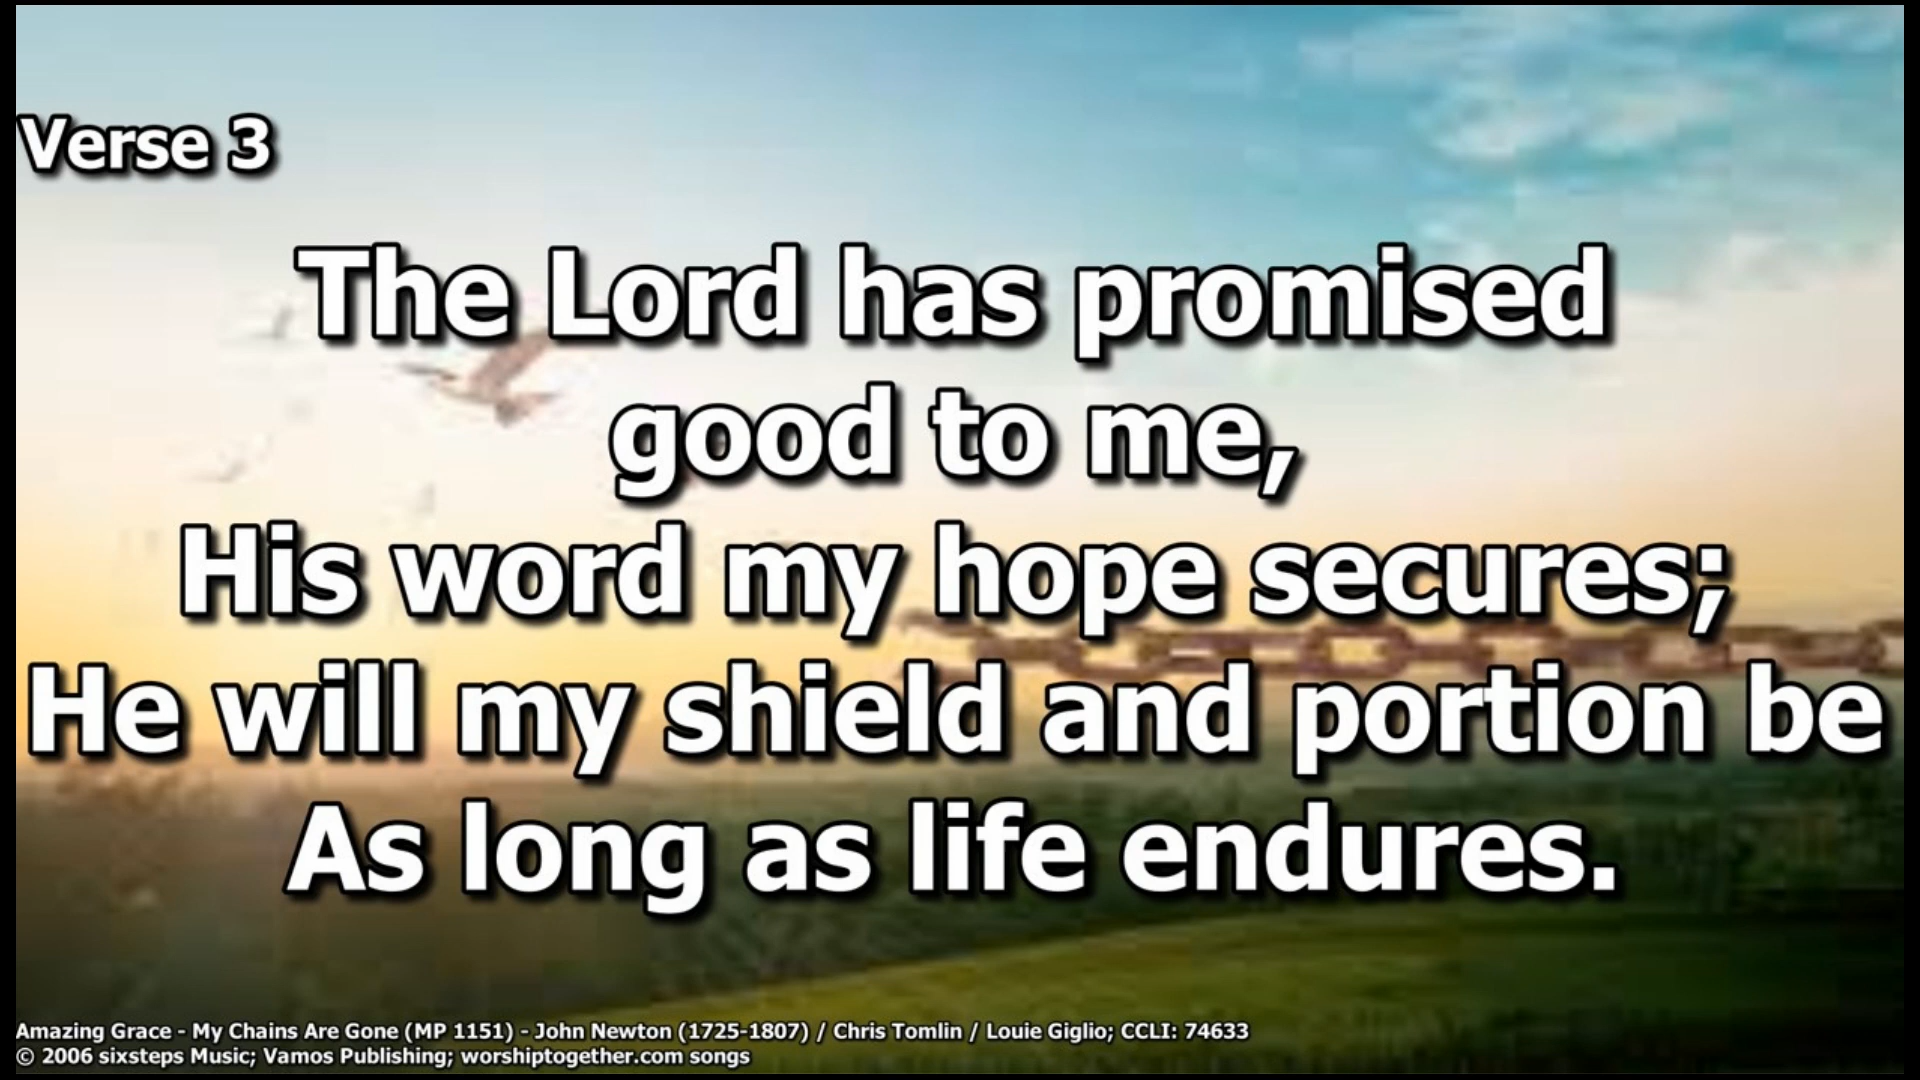 Verse 3
The Lord has promised
good to me,
His word my hope secures;
He will my shield and portion be
As long as life endures.
Amazing Grace - My Chains Are Gone (MP 1151) - John Newton (1725-1807) / Chris Tomlin / Louie Giglio; CCLI: 74633
© 2006 sixsteps Music; Vamos Publishing; worshiptogether.com songs